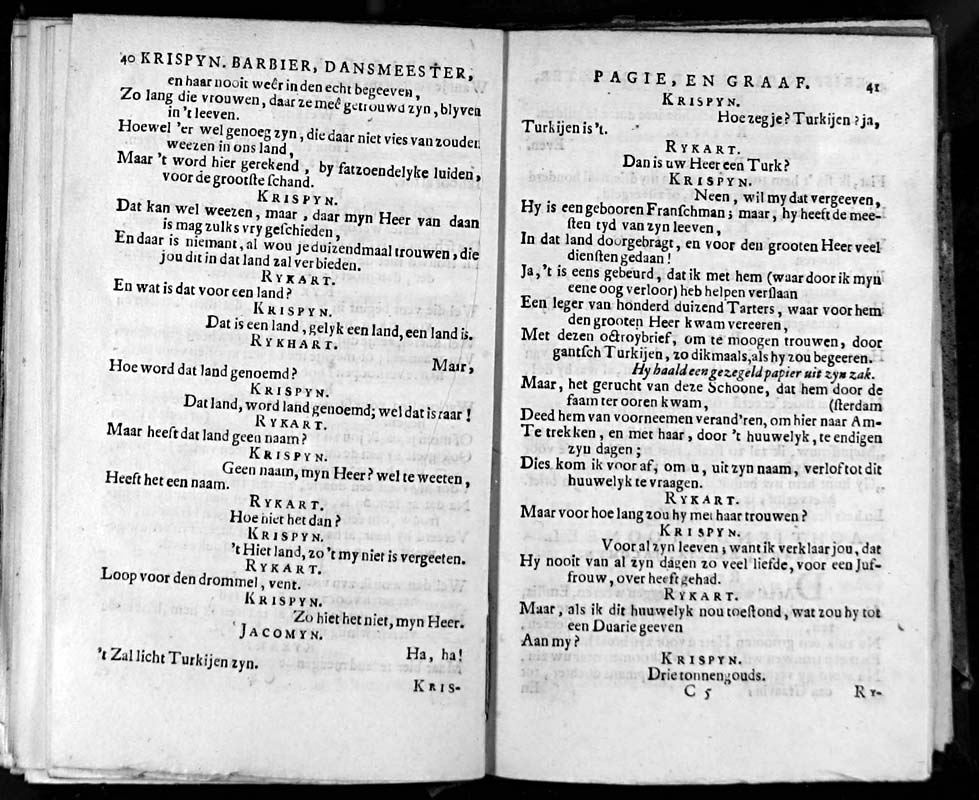 40 KRISPYN. BARBIER, DANSMEESTER,
en haar nooit weêr in den echt begeeven,
Zo lang die vrouwen, daar ze meê getrouwd zyn, blyven
in 't leeven.
Hoewel 'er wel genoeg zyn, die daar niet vies van zouden
weezen in ons land,
Maar 't word hier gerekend, by fatzoendelyke luiden,
voor de grootſte ſchand.
KRISPYN.
Dat kan wel weezen, maar, daar myn Heer van daan
is mag zulks vry geſchieden,
En daar is niemant, al wou je duizendmaal trouwen, die
jou dit in dat land zal verbieden.
RYKART.
En wat is dat voor een land?
KRISPYN.
Dat is een land, gelyk een land, een land is.
RYKHART.
Maar,
Hoe word dat land genoemd?
KRISPYN.
Dat land, word land genoemd; wel dat is raar!
RYKART.
Maar heeft dat land geen naam?
KRISPYN.
Geen naam, myn Heer? wel te weeten,
Heeft het een naam.
RYKART.
Hoe hiet het dan?
KRISPYN.
't Hiet land, zo 't my niet is vergeeten.
RYKART.
Loop voor den drommel, vent.
KRISPYN.
Zo hiet het niet, myn Heer.
JACOMYN.
Ha, ha!
't Zal licht Turkijen zyn.
KRIS-
PAGIE, EN GRAAF. 41
KRISPYN.
Hoe zeg je? Turkijen? ja,
Turkijen is 't.
RYKART.
Dan is uw Heer een Turk?
KRISPYN.
Neen, wil my dat vergeeven,
Hy is een gebooren Franſchman; maar, hy heeft de mee-
ſten tyd van zyn leeven,
In dat land doorgebragt, en voor den grooten Heer veel
dienſten gedaan!
Ja, 't is eens gebeurd, dat ik met hem (waar door ik myn
eene oog verloor) heb helpen verſlaan
Een leger van honderd duizend Tarters, waar voor hem
den grooten Heer kwam vereeren,
Met dezen octroybrief, om te moogen trouwen, door
gantſch Turkijen, zo dikmaals, als hy zou begeeren.
Hy haald een gezegeld papier uit zyn zak.
Maar, het gerucht van deze Schoone, dat hem door de
faam ter ooren kwam, (ſterdam
Deed hem van voorneemen verand'ren, om hier naar Am-
Te trekken, en met haar, door 't huuwelyk, te endigen
zyn dagen;
Dies kom ik voor af, om u, uit zyn naam, verlof tot dit
huuwelyk te vraagen.
RYKART.
Maar voor hoe lang zou hy met haar trouwen?
KRISPYN.
Voor al zyn leeven; want ik verklaar jou, dat
Hy nooit van al zyn dagen zo veel liefde, voor een Juf-
frouw, over heeft gehad.
RYKART.
Maar, als ik dit huuwelyk nou toeſtond, wat zou hy tot
een Duarie geeven
Aan my?
KRISPYN.
Drie tonnen gouds.
C 5 RY-